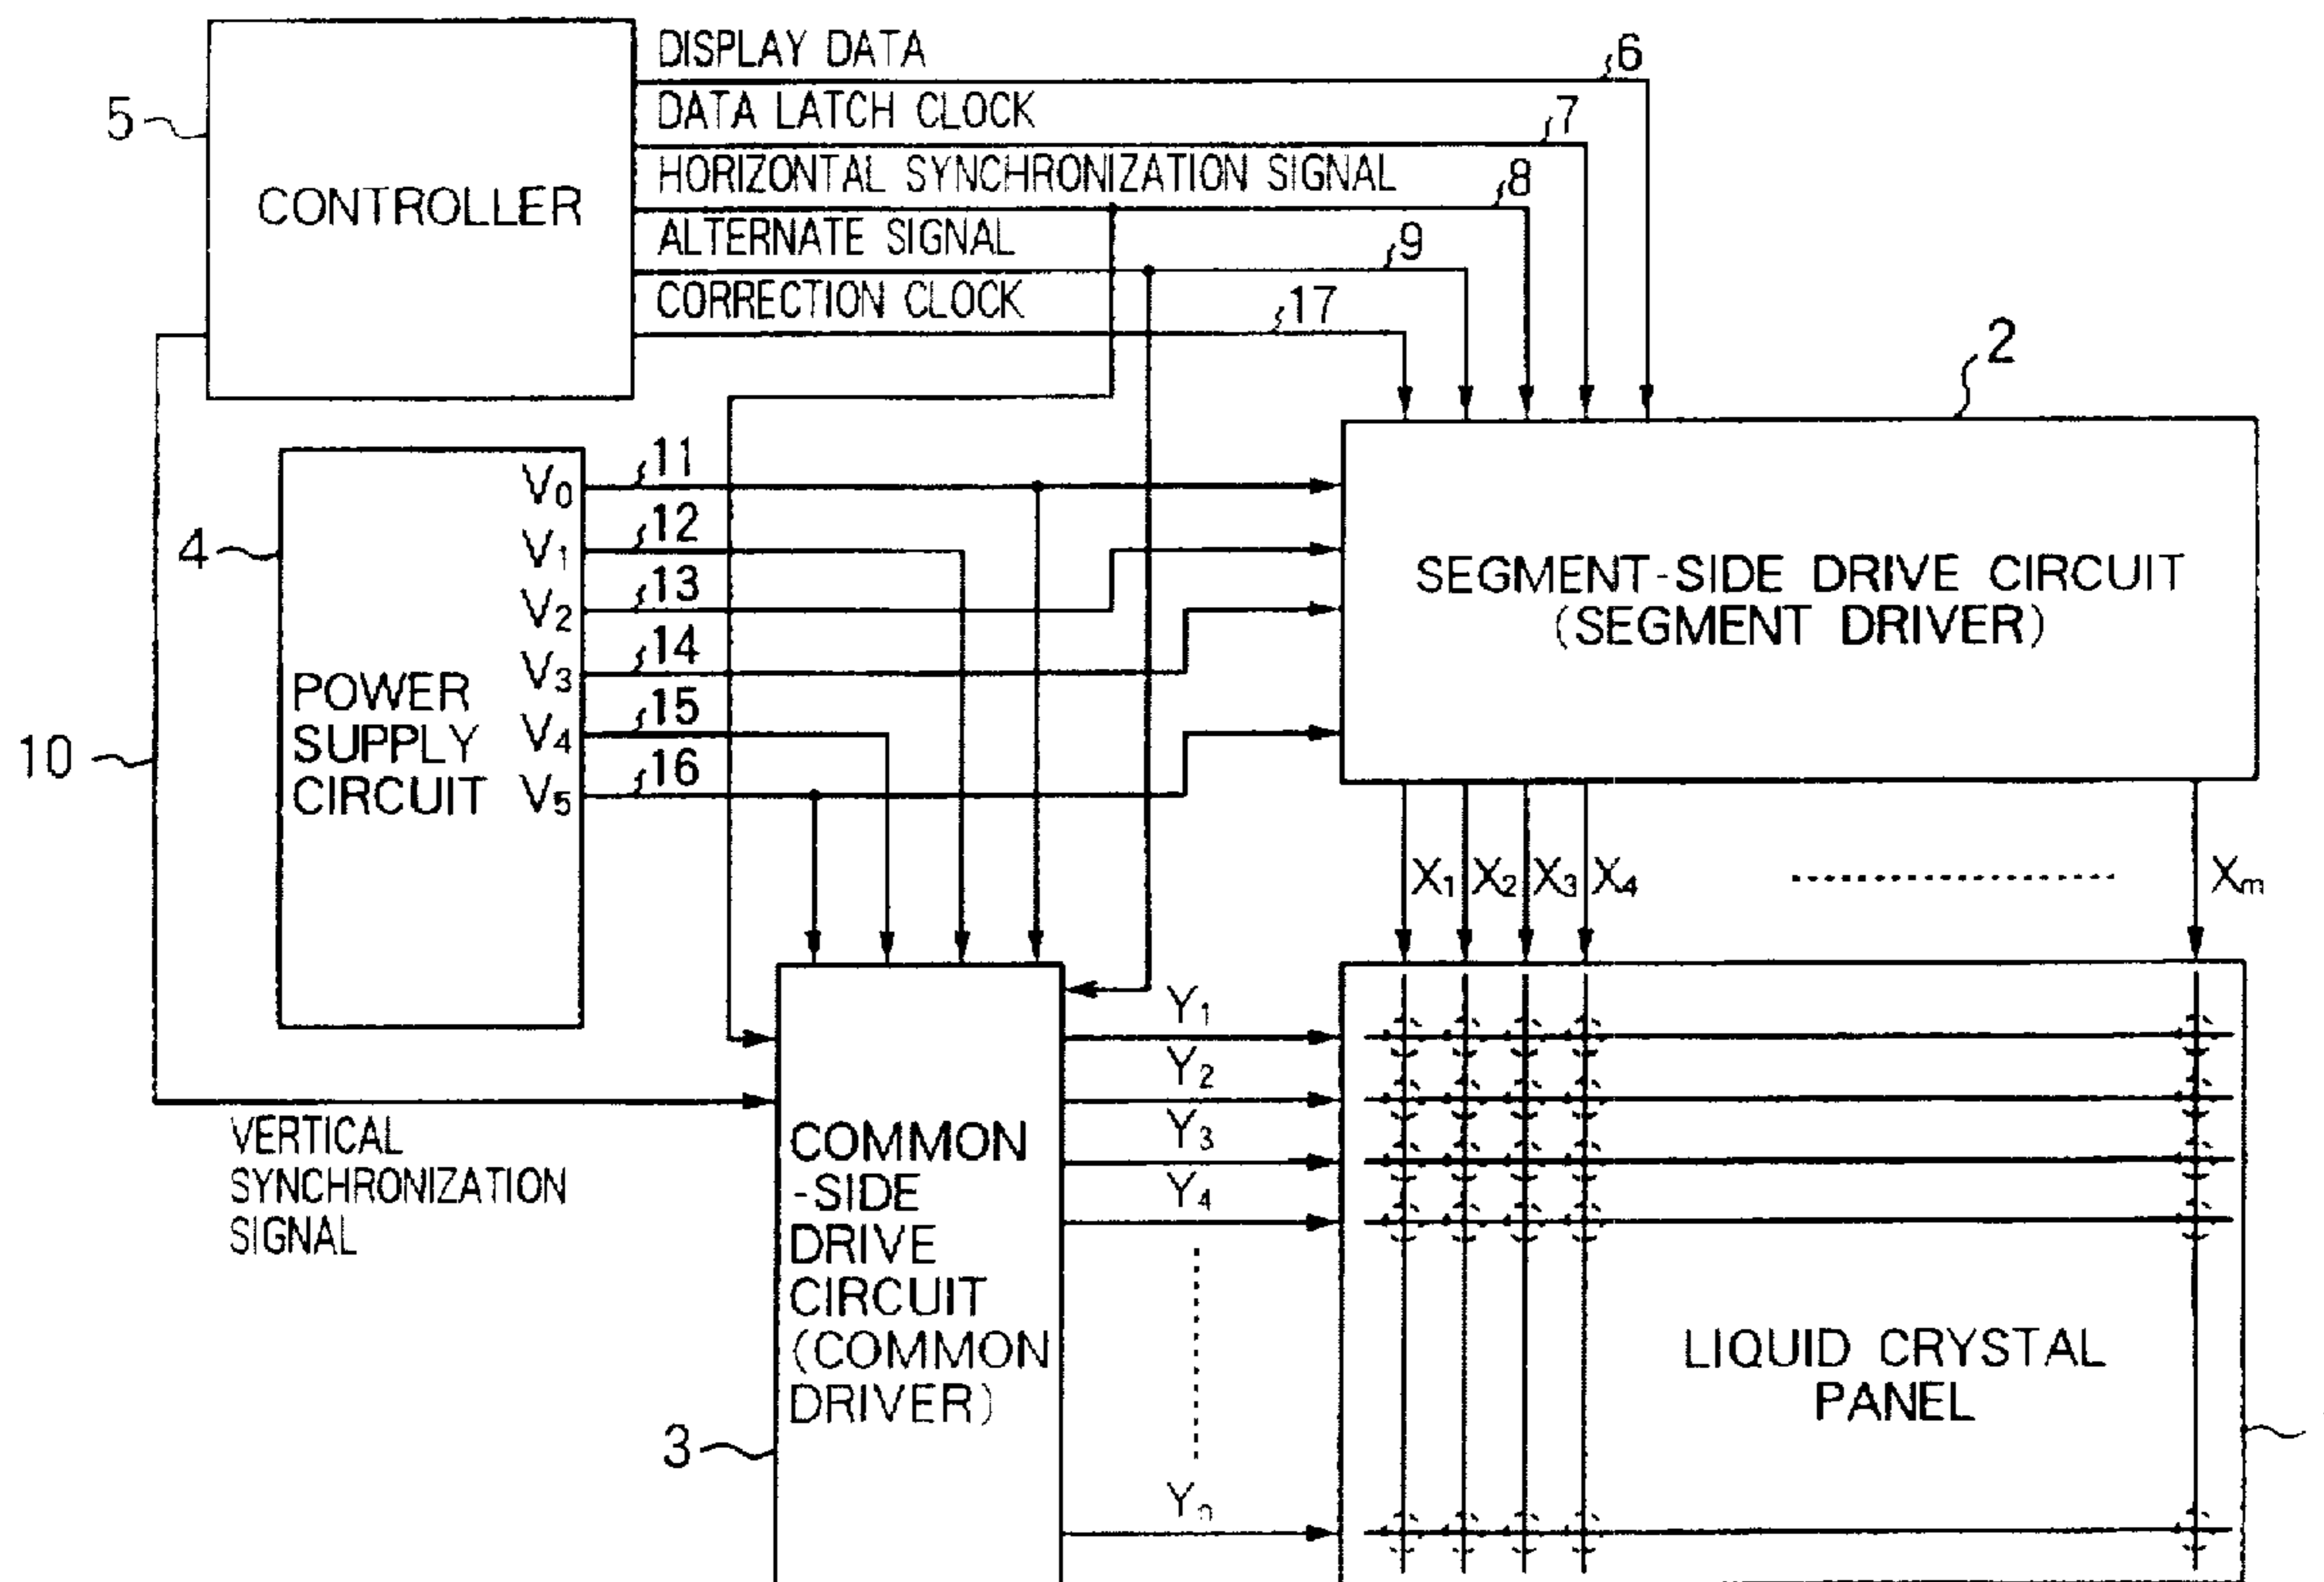 DISPLAY DATA
6
DATA LATCH CLOCK
7
HORIZONTAL SYNCHRONIZATION SIGNAL
8
ALTERNATE SIGNAL
9
CORRECTION CLOCK
17
5
CONTROLLER
2
V0
11
V1
12
V2
13
V3
14
V4
15
V5
16
4
POWER
SUPPLY
CIRCUIT
10
SEGMENT-SIDE DRIVE CIRCUIT
(SEGMENT DRIVER)
X1 X2 X3 X4 Xm
Y1
Y2
Y3
Y4
Yn
VERTICAL
SYNCHRONIZATION
SIGNAL
COMMON
-SIDE
DRIVE
CIRCUIT
(COMMON
DRIVER)
3
LIQUID CRYSTAL
PANEL